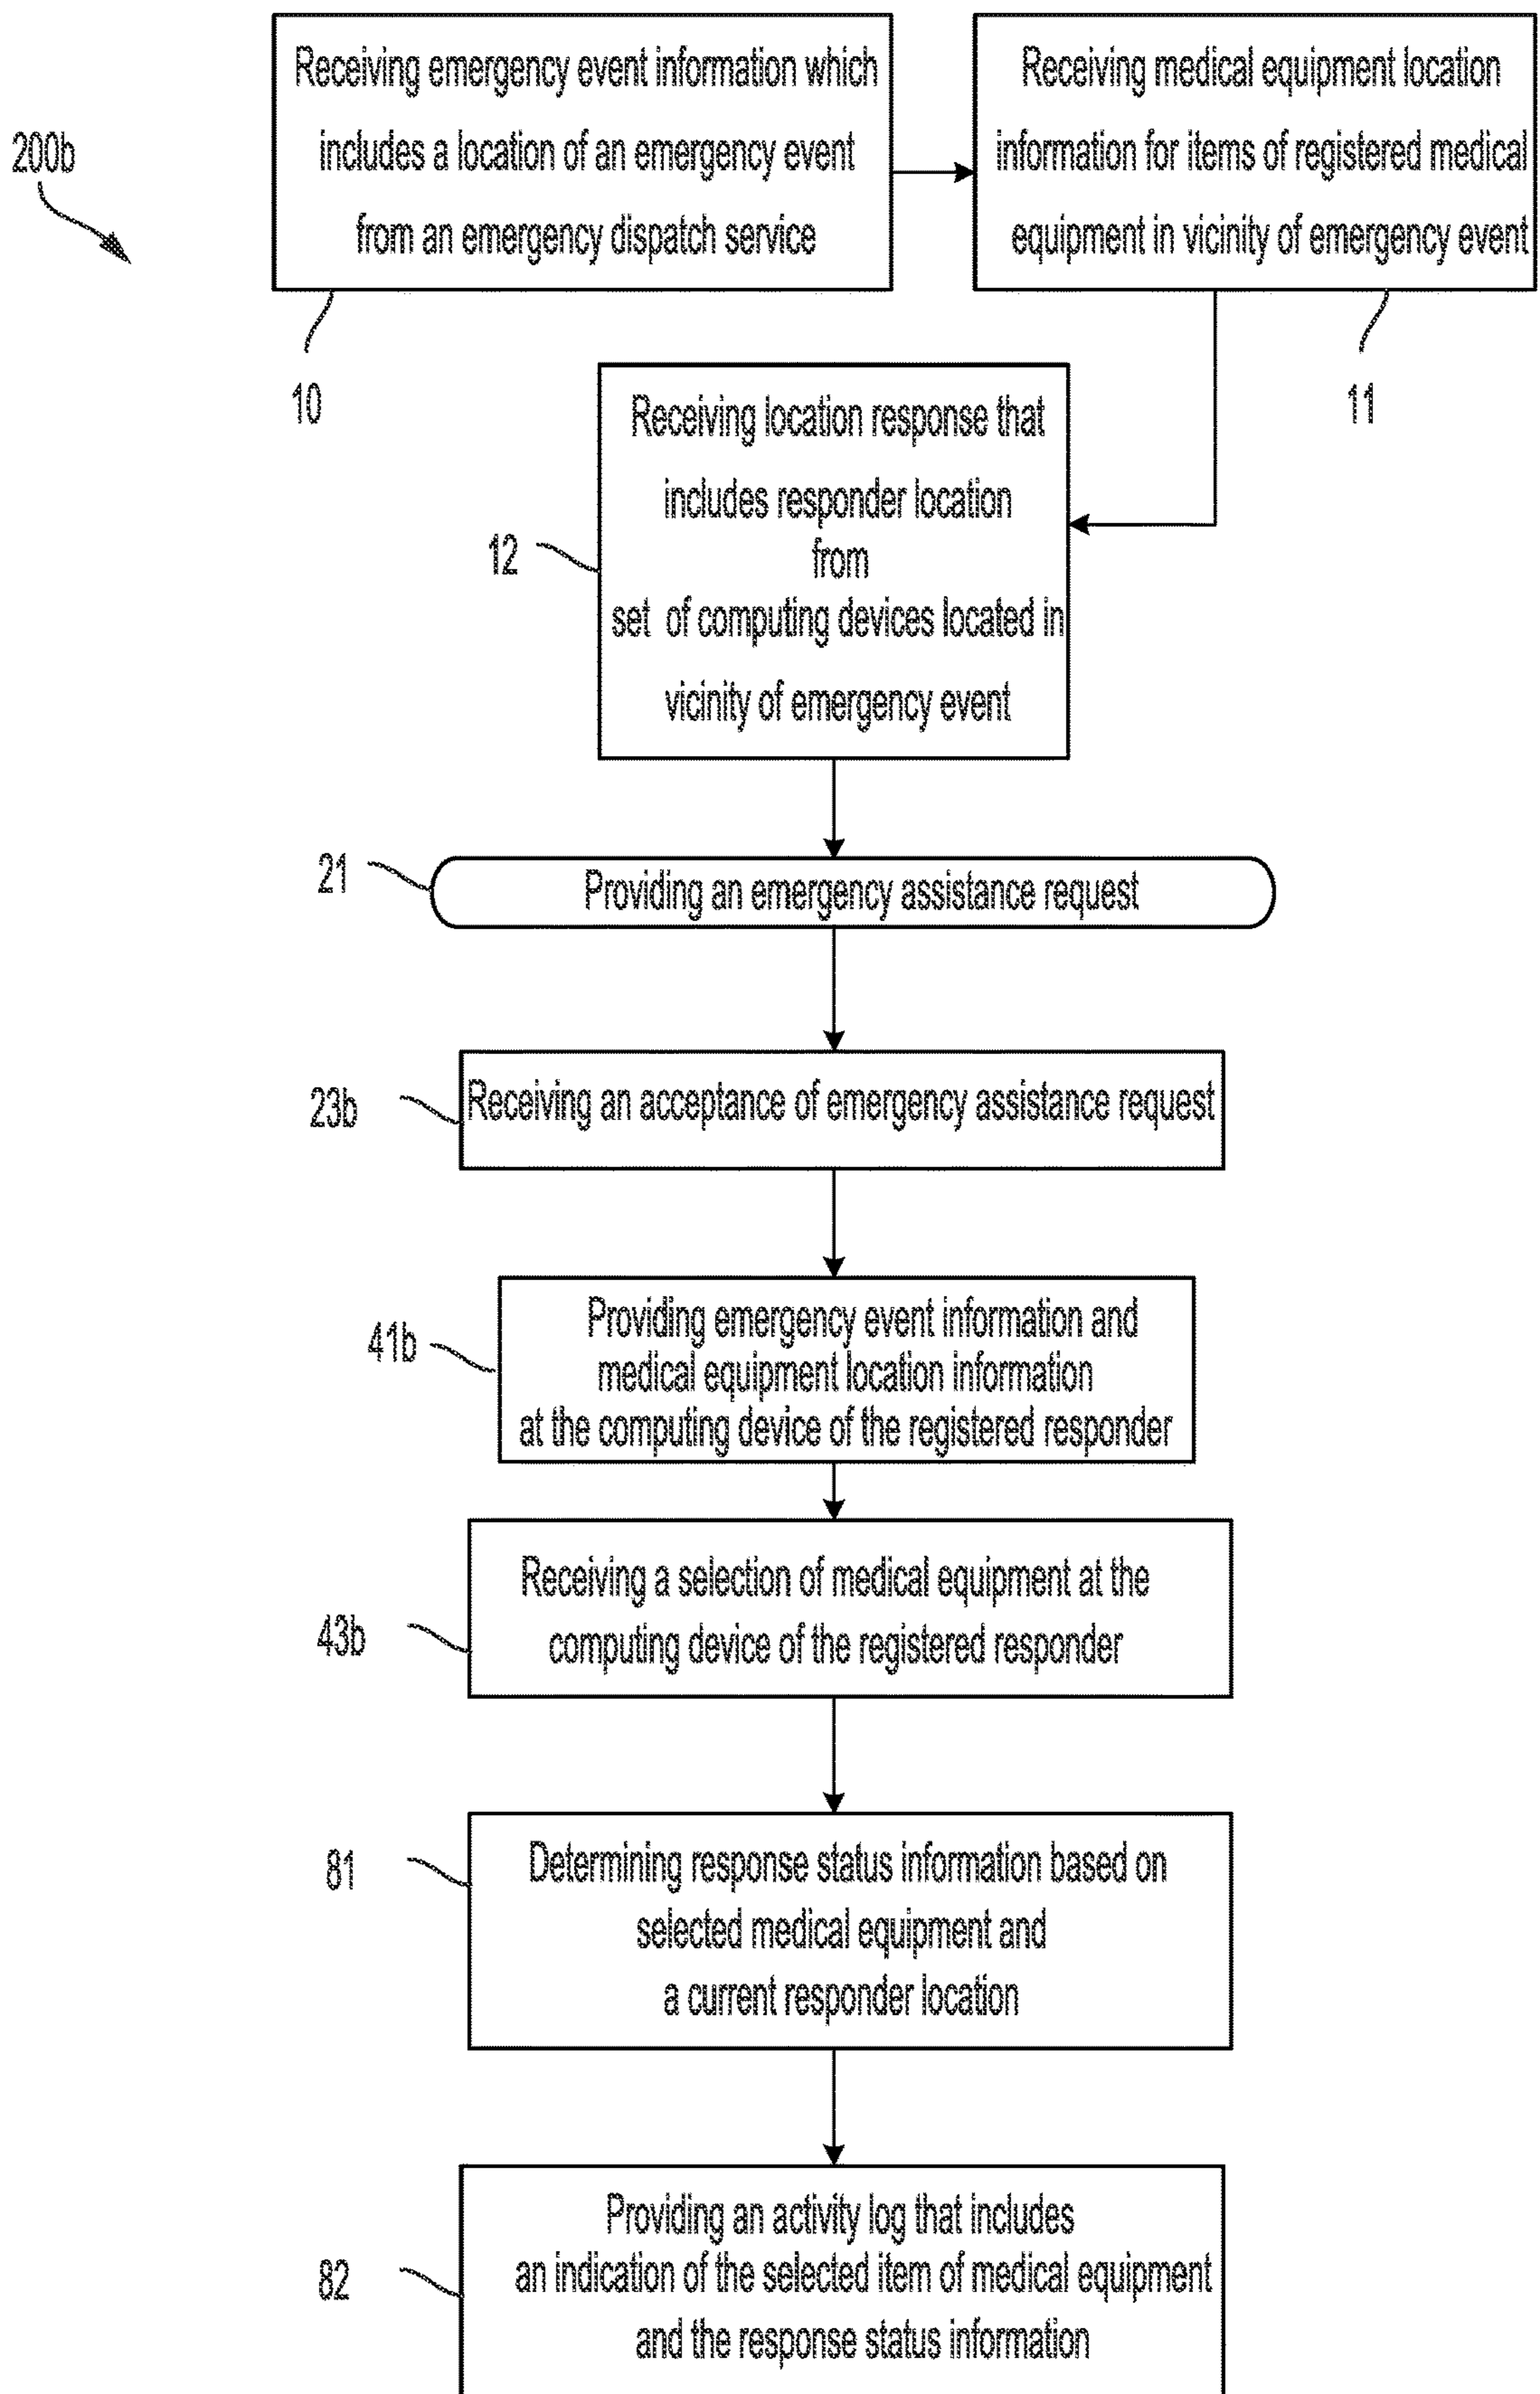 200b
Receiving emergency event information which
includes a location of an emergency event
from an emergency dispatch service
10
Receiving medical equipment location
information for items of registered medical
equipment in vicinity of emergency event
11
Receiving location response that
includes responder location
from
set of computing devices located in
vicinity of emergency event
12
21
Providing an emergency assistance request
23b
Receiving an acceptance of emergency assistance request
41b
Providing emergency event information and
medical equipment location information
at the computing device of the registered responder
43b
Receiving a selection of medical equipment at the
computing device of the registered responder
81
Determining response status information based on
selected medical equipment and
a current responder location
82
Providing an activity log that includes
an indication of the selected item of medical equipment
and the response status information